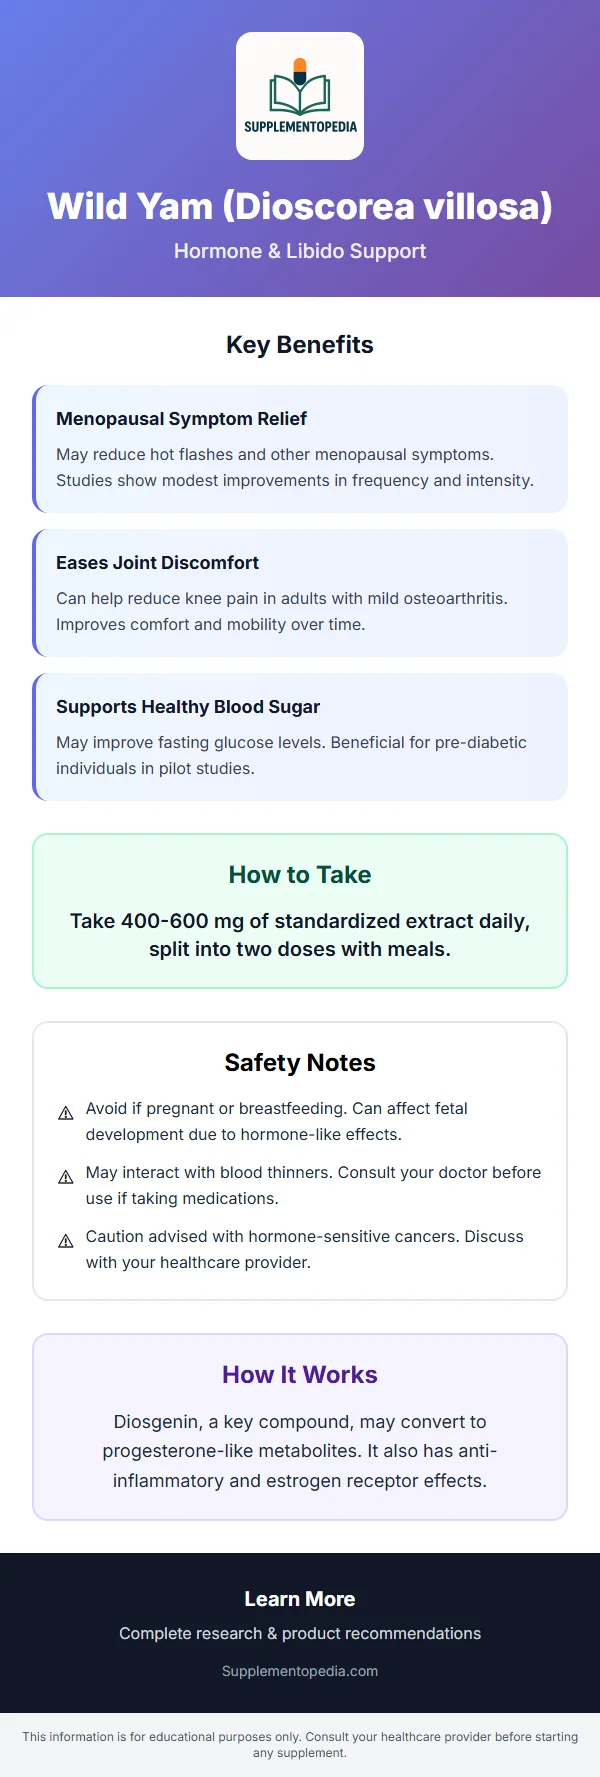 SUPPLEMENTOPEDIA
Wild Yam (Dioscorea villosa)
Hormone & Libido Support
Key Benefits
Menopausal Symptom Relief
May reduce hot flashes and other menopausal symptoms.
Studies show modest improvements in frequency and intensity.
Eases Joint Discomfort
Can help reduce knee pain in adults with mild osteoarthritis.
Improves comfort and mobility over time.
Supports Healthy Blood Sugar
May improve fasting glucose levels. Beneficial for pre-diabetic
individuals in pilot studies.
How to Take
Take 400-600 mg of standardized extract daily,
split into two doses with meals.
Safety Notes
Avoid if pregnant or breastfeeding. Can affect fetal
development due to hormone-like effects.
May interact with blood thinners. Consult your doctor before
use if taking medications.
Caution advised with hormone-sensitive cancers. Discuss
with your healthcare provider.
How It Works
Diosgenin, a key compound, may convert to
progesterone-like metabolites. It also has anti-
inflammatory and estrogen receptor effects.
Learn More
Complete research & product recommendations
Supplementopedia.com
This information is for educational purposes only. Consult your healthcare provider before starting
any supplement.